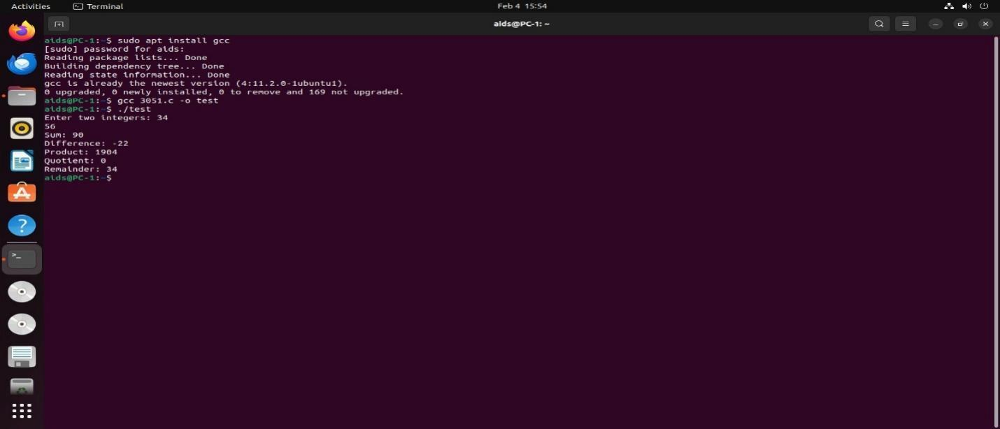 Activities Terminal Feb 4 15:54
aids@PC-1: ~
aids@PC-1:~$ sudo apt install gcc
[sudo] password for aids:
Reading package lists... Done
Building dependency tree... Done
Reading state information... Done
gcc is already the newest version (4:11.2.0-1ubuntu1).
0 upgraded, 0 newly installed, 0 to remove and 169 not upgraded.
aids@PC-1:~$ gcc 3051.c -o test
aids@PC-1:~$ ./test
Enter two integers: 34
56
Sum: 90
Difference: -22
Product: 1904
Quotient: 0
Remainder: 34
aids@PC-1:~$